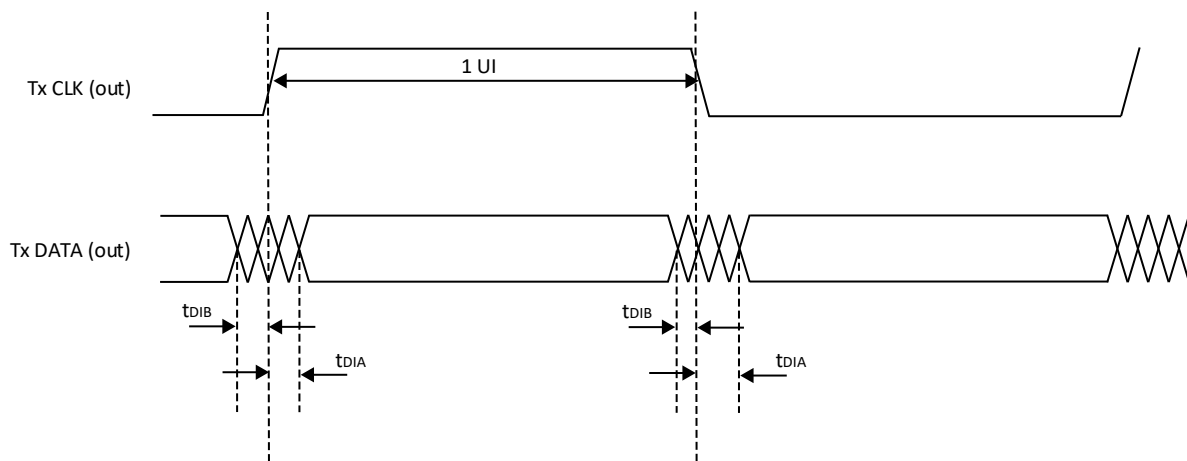 1 UI
Tx CLK (out)
Tx DATA (out)
tDIB
tDIB
tDIA
tDIA